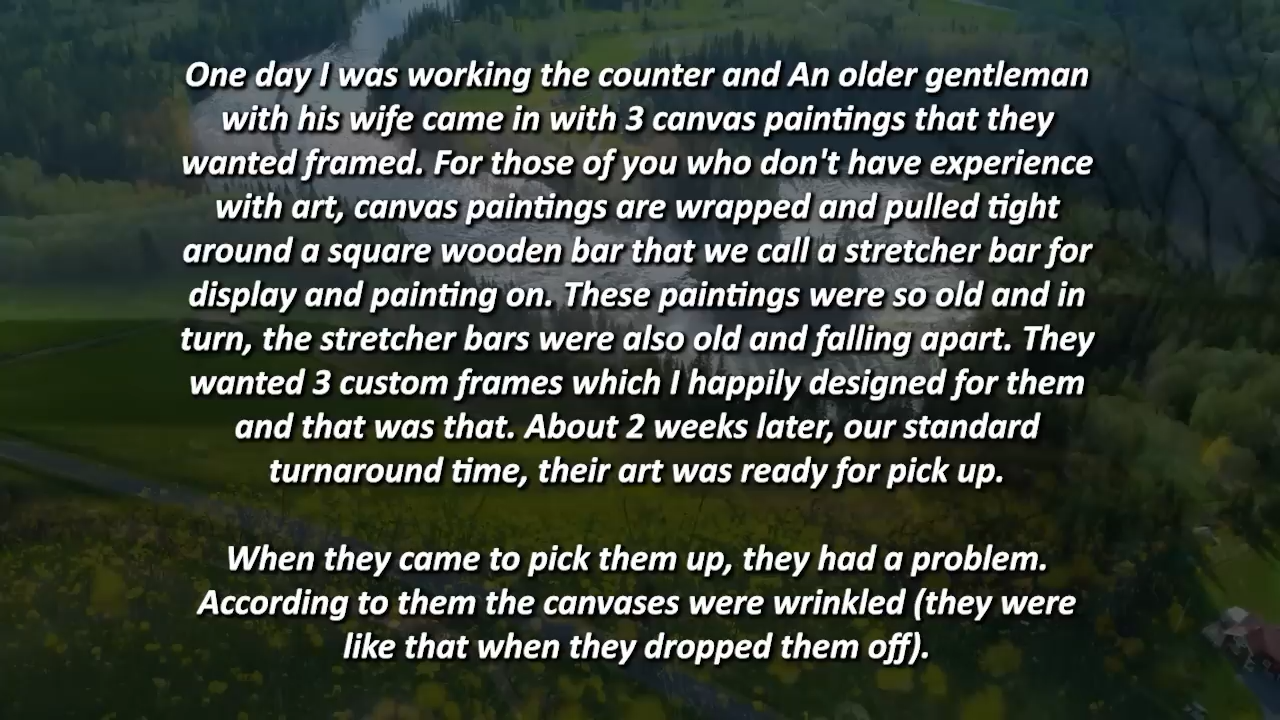 One day I was working the counter and An older gentleman
with his wife came in with 3 canvas paintings that they
wanted framed. For those of you who don't have experience
with art, canvas paintings are wrapped and pulled tight
around a square wooden bar that we call a stretcher bar for
display and painting on. These paintings were so old and in
turn, the stretcher bars were also old and falling apart. They
wanted 3 custom frames which I happily designed for them
and that was that. About 2 weeks later, our standard
turnaround time, their art was ready for pick up.
When they came to pick them up, they had a problem.
According to them the canvases were wrinkled (they were
like that when they dropped them off).